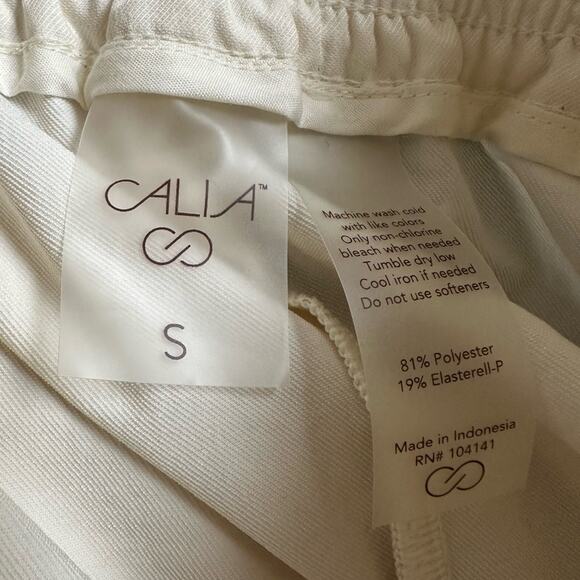 CALIA™
S
Machine wash cold
with like colors
Only non-chlorine
bleach when needed
Tumble dry low
Cool iron if needed
Do not use softeners
81% Polyester
19% Elasterell-P
Made in Indonesia
RN# 104141